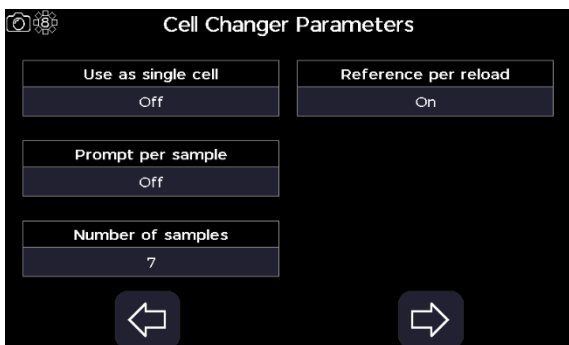 8
Cell Changer Parameters
Use as single cell
Off
Reference per reload
On
Prompt per sample
Off
Number of samples
7